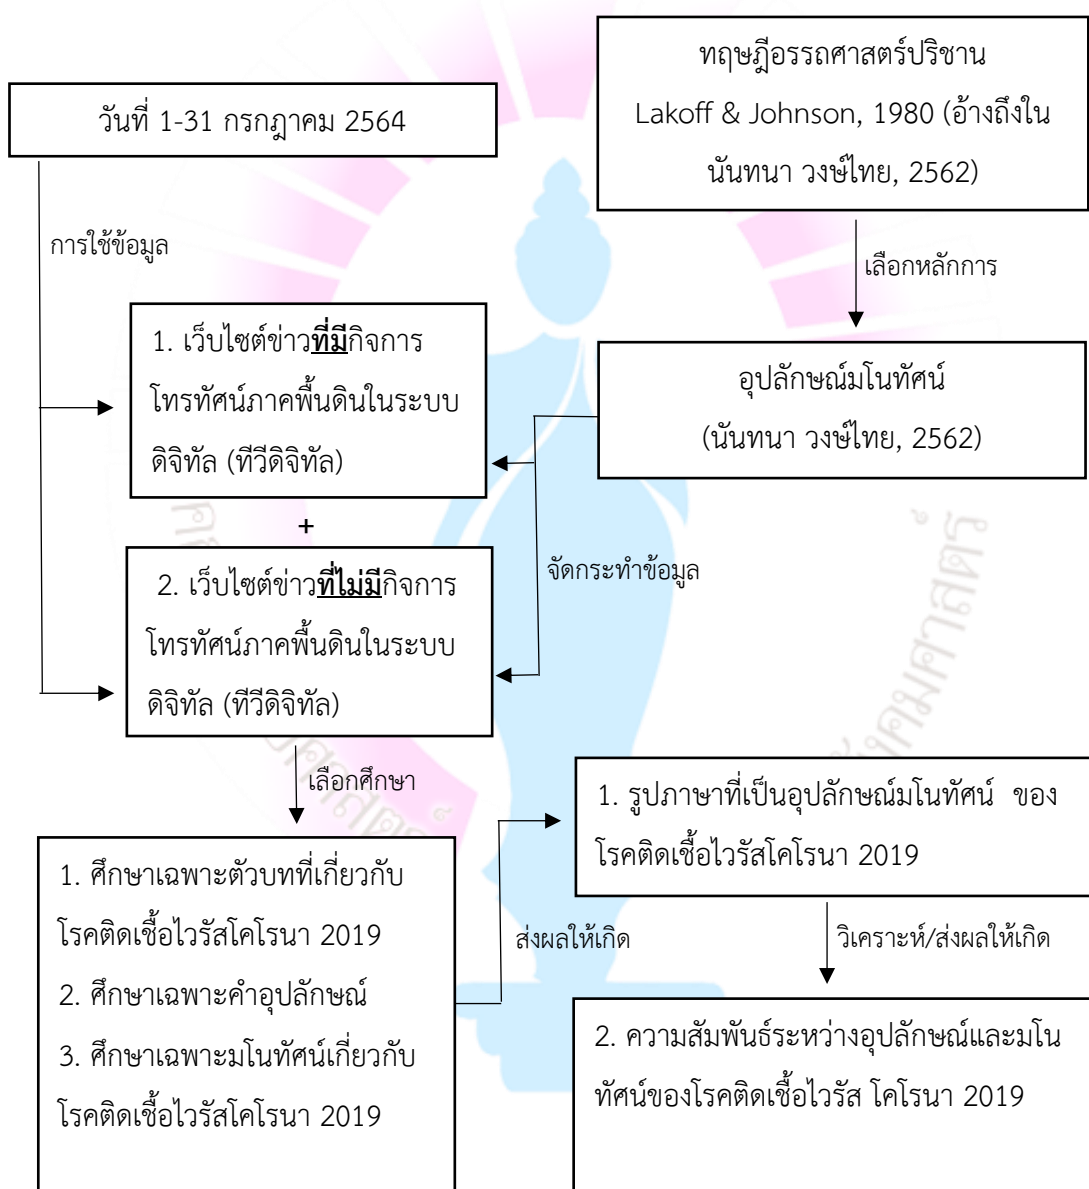 ทฤษฎีอรรถศาสตร์ปริชาน
Lakoff & Johnson, 1980 (อ้างถึงใน
นันทนา วงษ์ไทย, 2562)
วันที่ 1-31 กรกฎาคม 2564
การใช้ข้อมูล
เลือกหลักการ
1. เว็บไซต์ข่าวที่มีกิจการ
โทรทัศน์ภาคพื้นดินในระบบ
ดิจิทัล (ทีวีดิจิทัล)
อุปลักษณ์มโนทัศน์
(นันทนา วงษ์ไทย, 2562)
+
2. เว็บไซต์ข่าวที่ไม่มีกิจการ
โทรทัศน์ภาคพื้นดินในระบบ
ดิจิทัล (ทีวีดิจิทัล)
จัดกระทำข้อมูล
เลือกศึกษา
1. ศึกษาเฉพาะตัวบทที่เกี่ยวกับ
โรคติดเชื้อไวรัสโคโรนา 2019
2. ศึกษาเฉพาะคำอุปลักษณ์
3. ศึกษาเฉพาะมโนทัศน์เกี่ยวกับ
โรคติดเชื้อไวรัสโคโรนา 2019
ส่งผลให้เกิด
1. รูปภาษาที่เป็นอุปลักษณ์มโนทัศน์ ของ
โรคติดเชื้อไวรัสโคโรนา 2019
วิเคราะห์/ส่งผลให้เกิด
2. ความสัมพันธ์ระหว่างอุปลักษณ์และมโน
ทัศน์ของโรคติดเชื้อไวรัส โคโรนา 2019